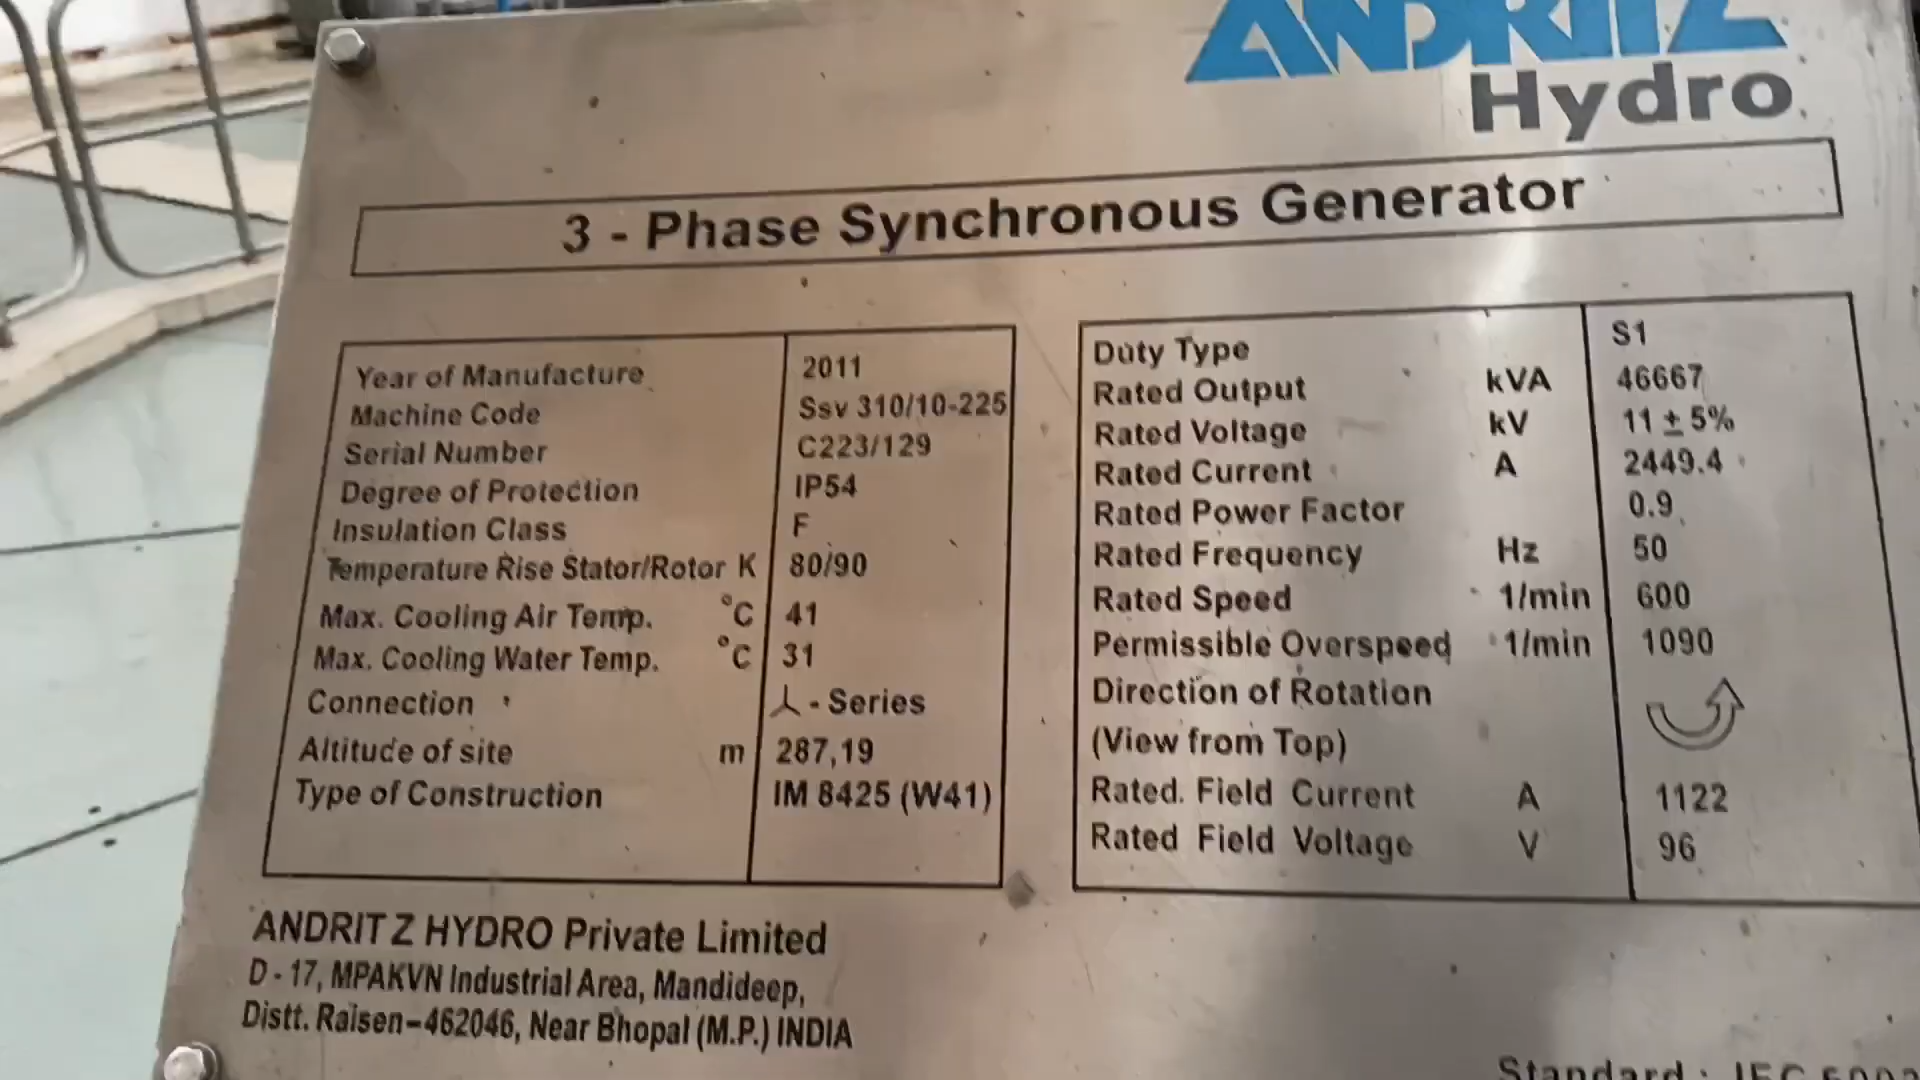 ANDRITZ
Hydro
3 - Phase Synchronous Generator
Year of Manufacture 2011
Machine Code Ssv 310/10-225
Serial Number C223/129
Degree of Protection IP54
Insulation Class F
Temperature Rise Stator/Rotor K 80/90
Max. Cooling Air Temp. °C 41
Max. Cooling Water Temp. °C 31
Connection - Series
Altitude of site m 287,19
Type of Construction IM 8425 (W41)
Duty Type S1
Rated Output kVA 46667
Rated Voltage kV 11 ± 5%
Rated Current A 2449.4
Rated Power Factor 0.9
Rated Frequency Hz 50
Rated Speed 1/min 600
Permissible Overspeed 1/min 1090
Direction of Rotation
(View from Top)
Rated. Field Current A 1122
Rated Field Voltage V 96
ANDRITZ HYDRO Private Limited
D - 17, MPAKVN Industrial Area, Mandideep,
Distt. Raisen-462046, Near Bhopal (M.P.) INDIA
Standard : IEC